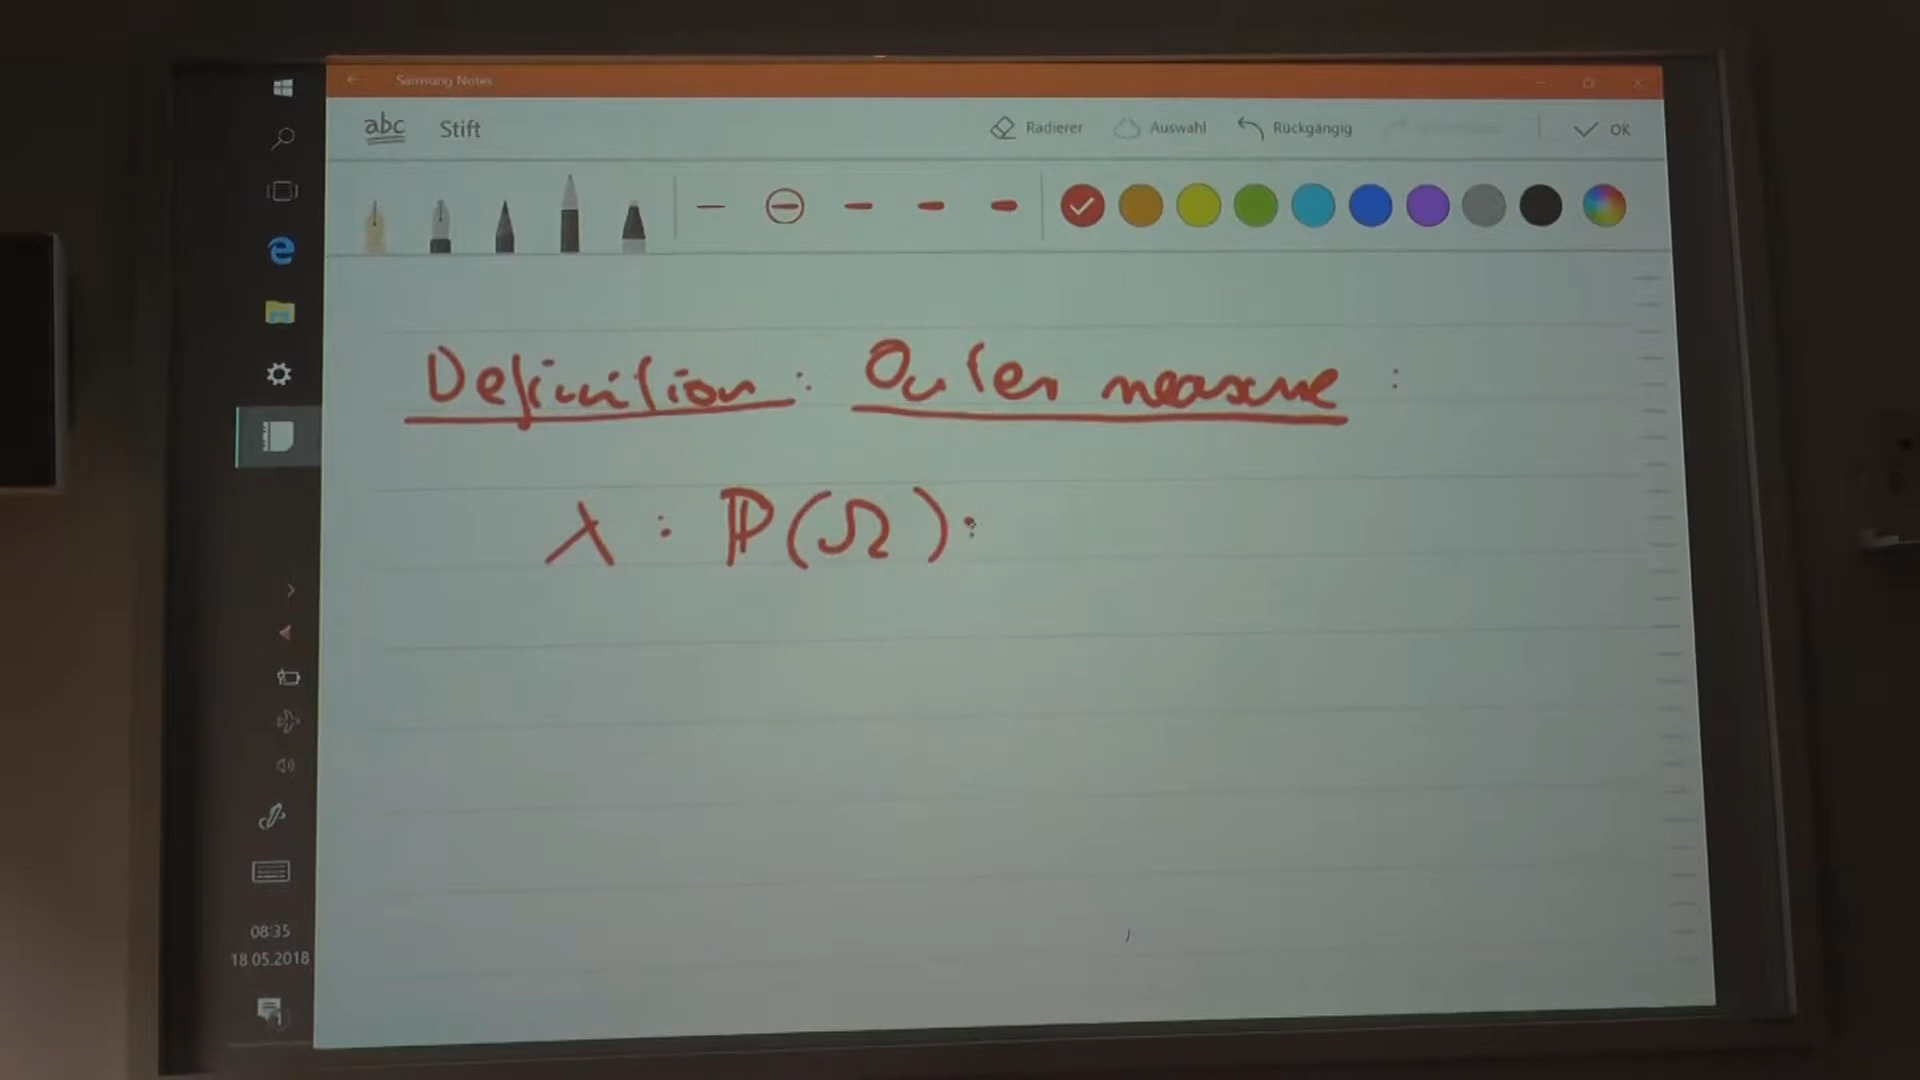 Samsung Notes
abc Stift Radierer Auswahl Rückgängig OK
Definition: Outer measure :
λ : ℙ(Ω)
08:35
18.05.2018